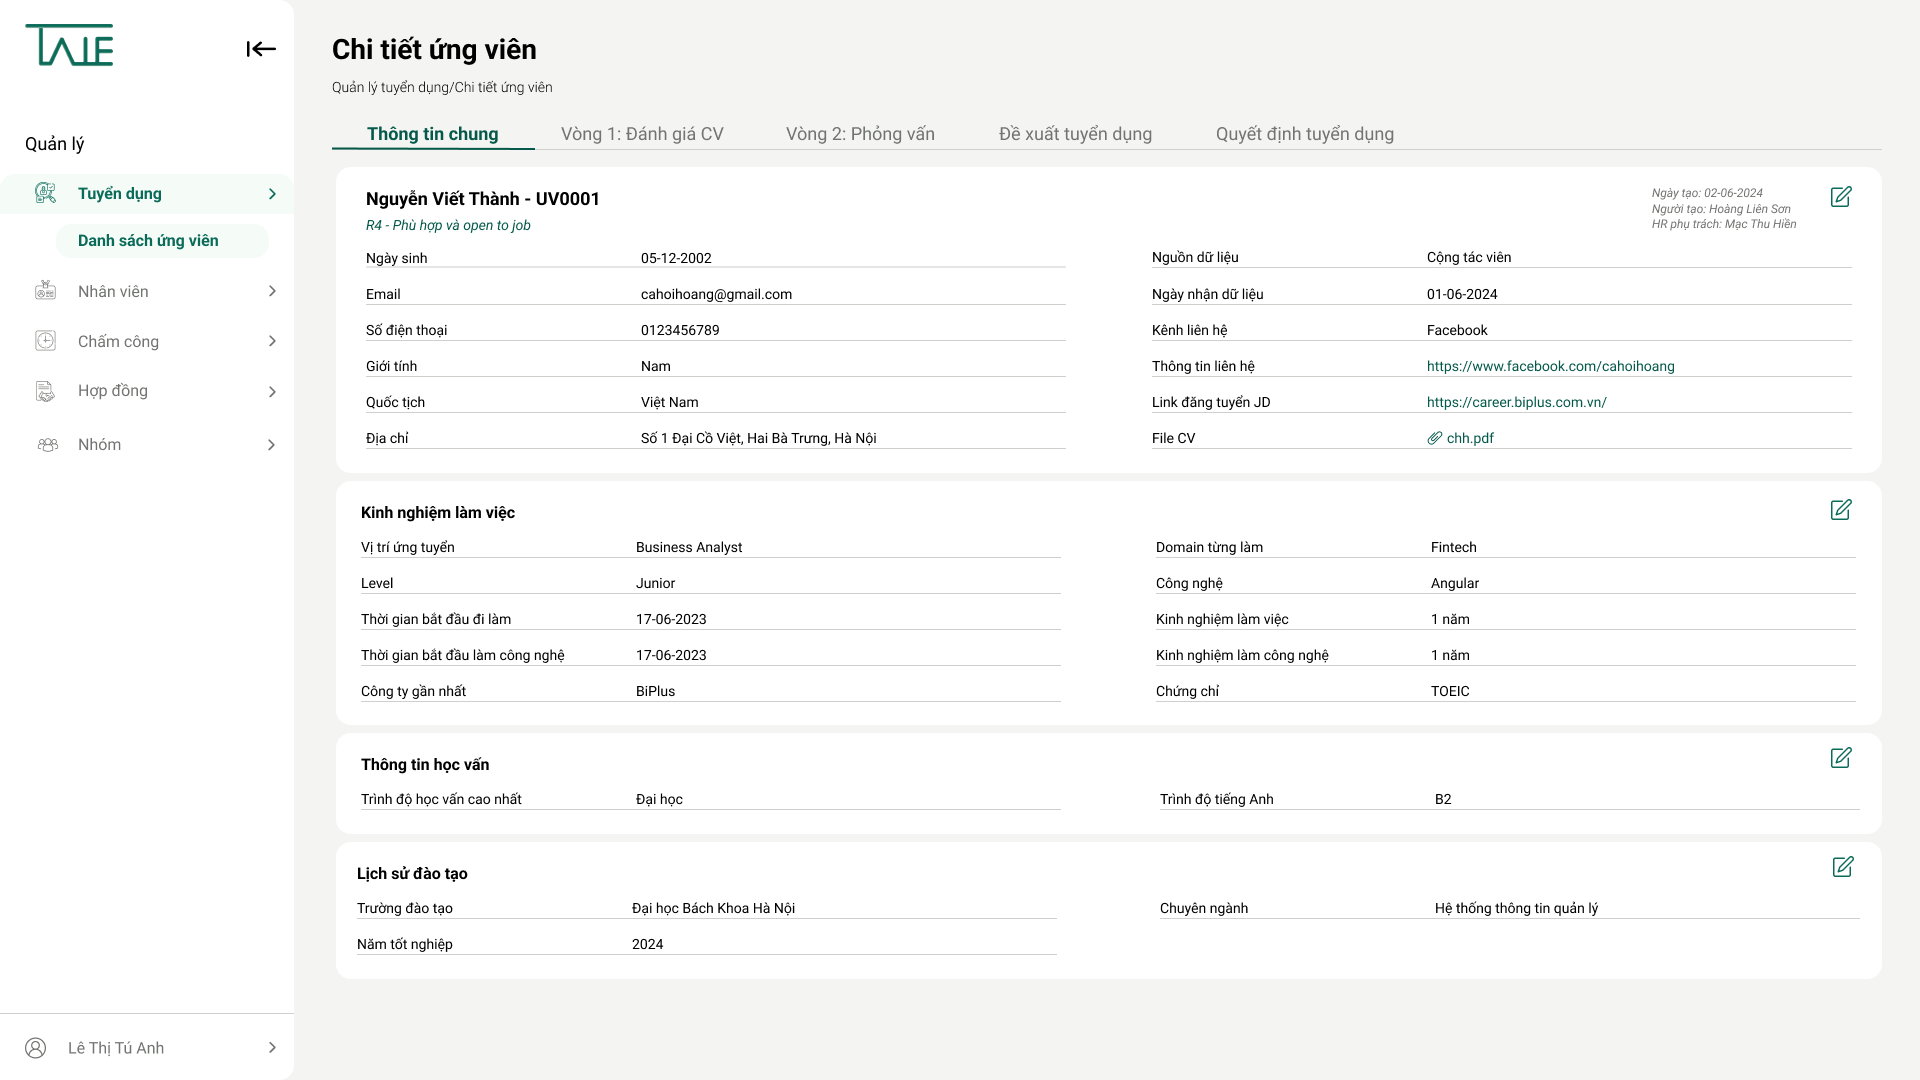 TATE
Quản lý
Tuyển dụng
Danh sách ứng viên
Nhân viên
Chấm công
Hợp đồng
Nhóm
Lê Thị Tú Anh
Chi tiết ứng viên
Quản lý tuyển dụng/Chi tiết ứng viên
Thông tin chung Vòng 1: Đánh giá CV Vòng 2: Phỏng vấn Đề xuất tuyển dụng Quyết định tuyển dụng
Nguyễn Viết Thành - UV0001
R4 - Phù hợp và open to job
Ngày tạo: 02-06-2024
Người tạo: Hoàng Liên Sơn
HR phụ trách: Mạc Thu Hiền
Ngày sinh 05-12-2002
Email cahoihoang@gmail.com
Số điện thoại 0123456789
Giới tính Nam
Quốc tịch Việt Nam
Địa chỉ Số 1 Đại Cồ Việt, Hai Bà Trưng, Hà Nội
Nguồn dữ liệu Cộng tác viên
Ngày nhận dữ liệu 01-06-2024
Kênh liên hệ Facebook
Thông tin liên hệ https://www.facebook.com/cahoihoang
Link đăng tuyển JD https://career.biplus.com.vn/
File CV chh.pdf
Kinh nghiệm làm việc
Vị trí ứng tuyển Business Analyst
Level Junior
Thời gian bắt đầu đi làm 17-06-2023
Thời gian bắt đầu làm công nghệ 17-06-2023
Công ty gần nhất BiPlus
Domain từng làm Fintech
Công nghệ Angular
Kinh nghiệm làm việc 1 năm
Kinh nghiệm làm công nghệ 1 năm
Chứng chỉ TOEIC
Thông tin học vấn
Trình độ học vấn cao nhất Đại học
Trình độ tiếng Anh B2
Lịch sử đào tạo
Trường đào tạo Đại học Bách Khoa Hà Nội
Năm tốt nghiệp 2024
Chuyên ngành Hệ thống thông tin quản lý